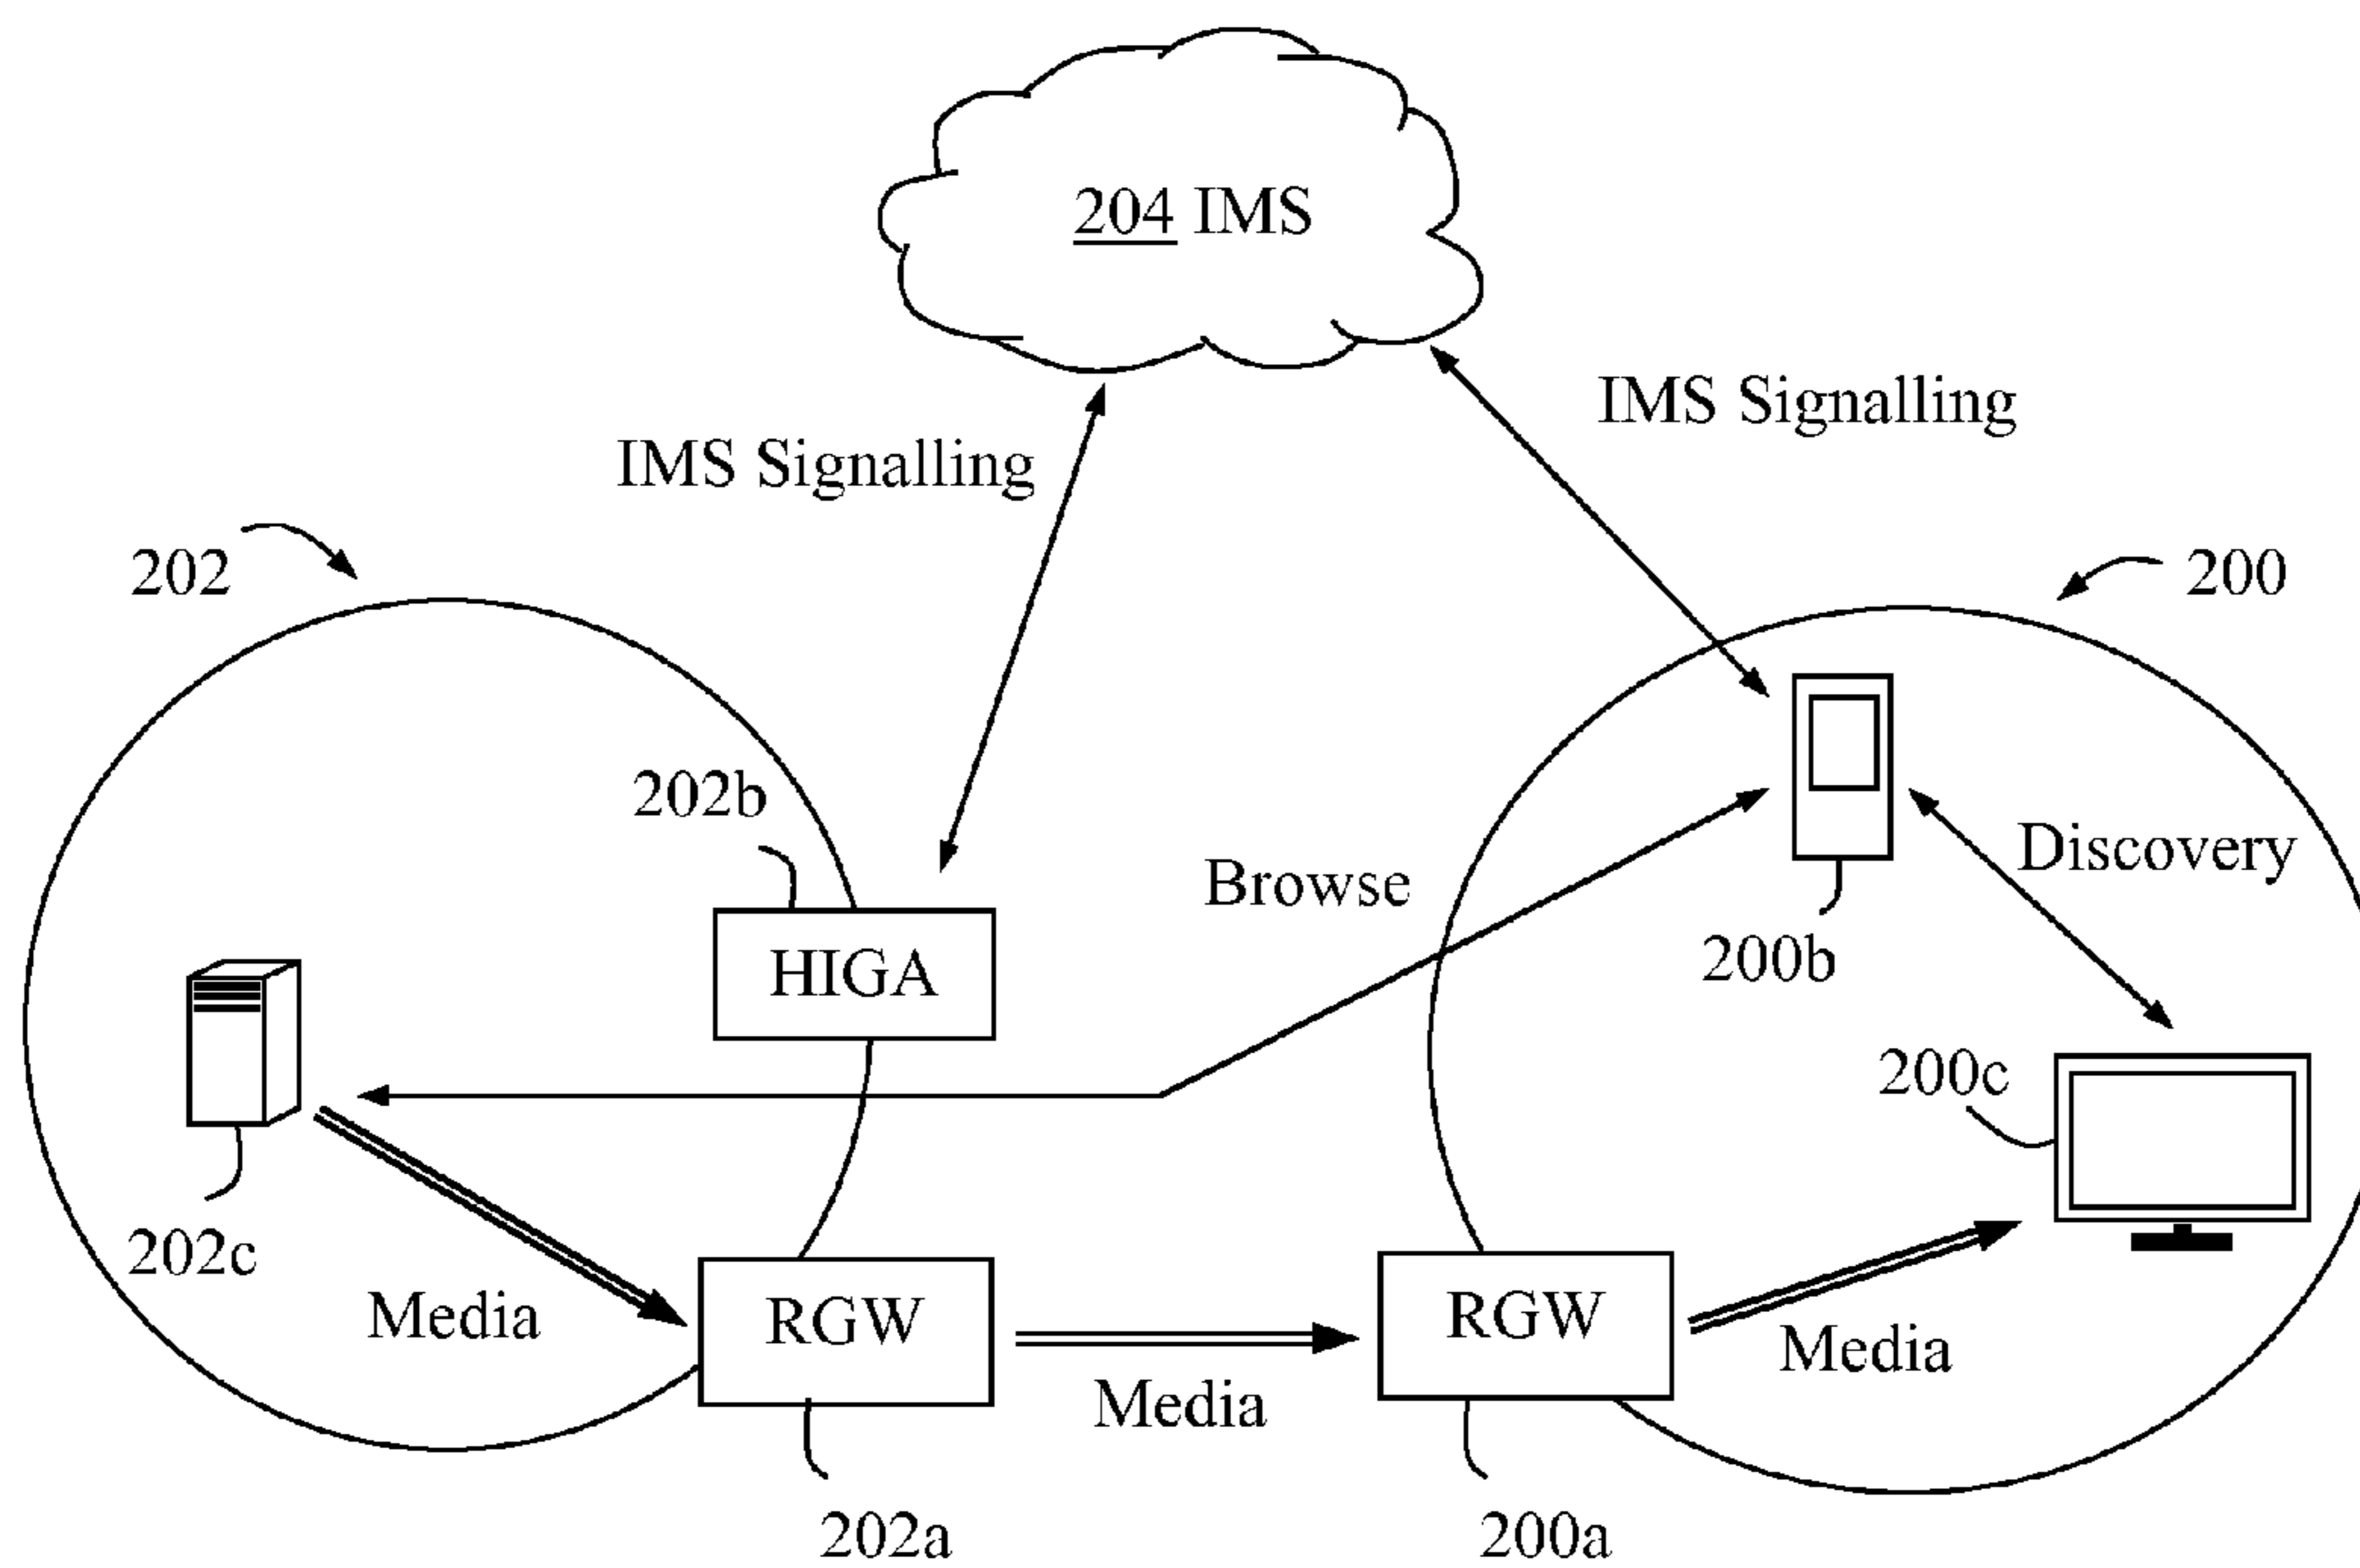 204 IMS
IMS Signalling
IMS Signalling
202
200
202b
HIGA
Browse
Discovery
200b
200c
202c
Media
RGW
Media
RGW
Media
202a
200a